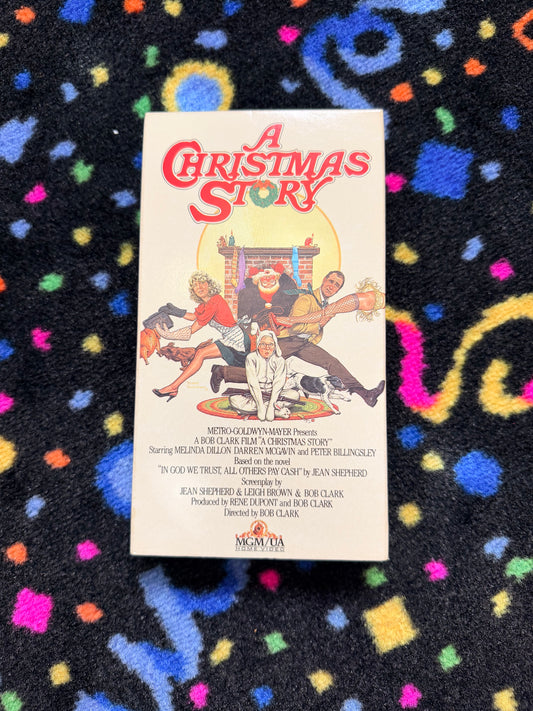 A
CHRISTMAS
STORY
METRO-GOLDWYN-MAYER Presents
A BOB CLARK FILM "A CHRISTMAS STORY"
Starring MELINDA DILLON DARREN MCGAVIN and PETER BILLINGSLEY
Based on the novel
"IN GOD WE TRUST, ALL OTHERS PAY CASH" by JEAN SHEPHERD
Screenplay by
JEAN SHEPHERD & LEIGH BROWN & BOB CLARK
Produced by RENE DUPONT and BOB CLARK
Directed by BOB CLARK
MGM/UA
HOME VIDEO